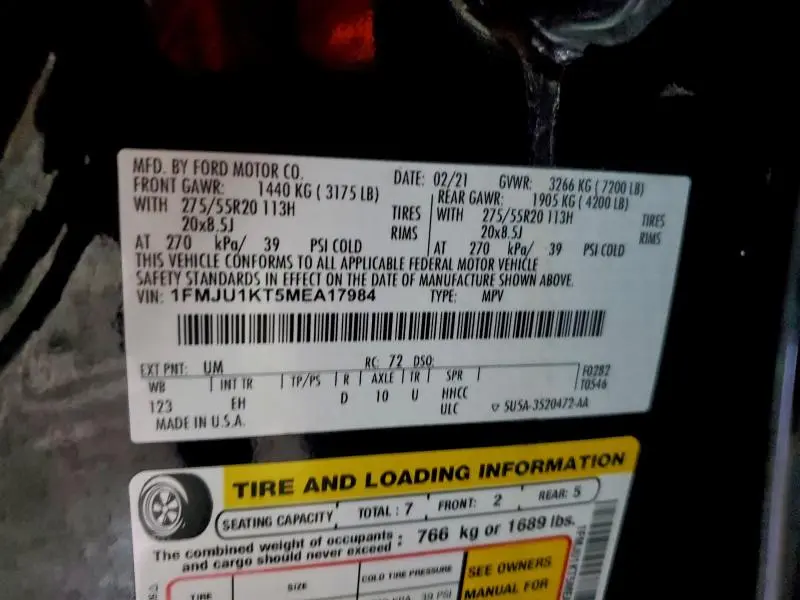 MFD. BY FORD MOTOR CO. DATE: 02/21 GVWR: 3266 KG ( 7200 LB)
FRONT GAWR: 1440 KG ( 3175 LB) REAR GAWR: 1905 KG ( 4200 LB)
WITH 275/55R20 113H TIRES WITH 275/55R20 113H TIRES
20x8.5J RIMS 20x8.5J RIMS
AT 270 kPa/ 39 PSI COLD AT 270 kPa/ 39 PSI COLD
THIS VEHICLE CONFORMS TO ALL APPLICABLE FEDERAL MOTOR VEHICLE
SAFETY STANDARDS IN EFFECT ON THE DATE OF MANUFACTURE SHOWN ABOVE.
VIN: 1FMJU1KT5MEA17984 TYPE: MPV
EXT PNT: UM RC: 72 DSO: F0282
WB INT TR TP/PS R AXLE TR SPR T0546
123 EH D 10 U HHCC
ULC 5U5A-3520472-AA
MADE IN U.S.A.
TIRE AND LOADING INFORMATION
SEATING CAPACITY TOTAL : 7 FRONT: 2 REAR: 5
The combined weight of occupants and cargo should never exceed : 766 kg or 1689 lbs.
TIRE SIZE COLD TIRE PRESSURE SEE OWNERS
39 PSI MANUAL FOR